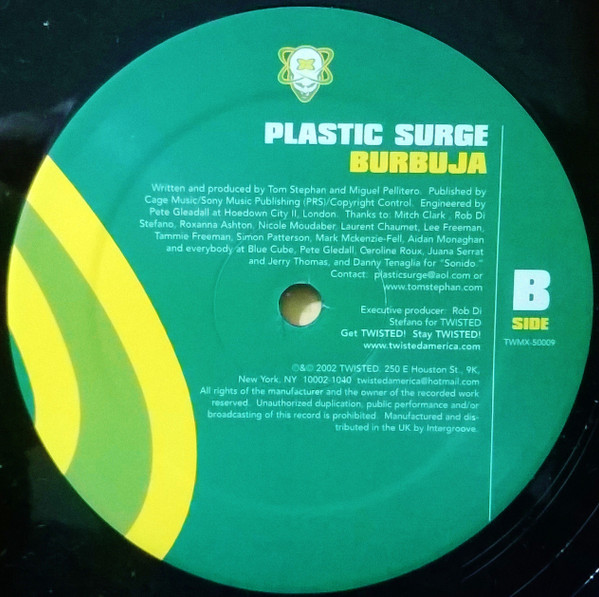 PLASTIC SURGE
BURBUJA
Written and produced by Tom Stephan and Miguel Pellitero. Published by
Cage Music/Sony Music Publishing (PRS)/Copyright Control. Engineered by
Pete Gleadall at Hoedown City II, London. Thanks to: Mitch Clark , Rob Di
Stefano, Roxanna Ashton, Nicole Moudaber, Laurent Chaumet, Lee Freeman,
Tammie Freeman, Simon Patterson, Mark Mckenzie-Fell, Aidan Monaghan
and everybody at Blue Cube, Pete Gledall, Caroline Roux, Juana Serrat
and Jerry Thomas, and Danny Tenaglia for "Sonido."
Contact: plasticsurge@aol.com or
www.tomstephan.com
Executive producer: Rob Di
Stefano for TWISTED
Get TWISTED! Stay TWISTED!
www.twistedamerica.com
©&© 2002 TWISTED. 250 E Houston St., 9K,
New York, NY 10002-1040 twistedamerica@hotmail.com
All rights of the manufacturer and the owner of the recorded work
reserved. Unauthorized duplication, public performance and/or
broadcasting of this record is prohibited. Manufactured and dis-
tributed in the UK by Intergroove.
B
SIDE
TWMX-50009